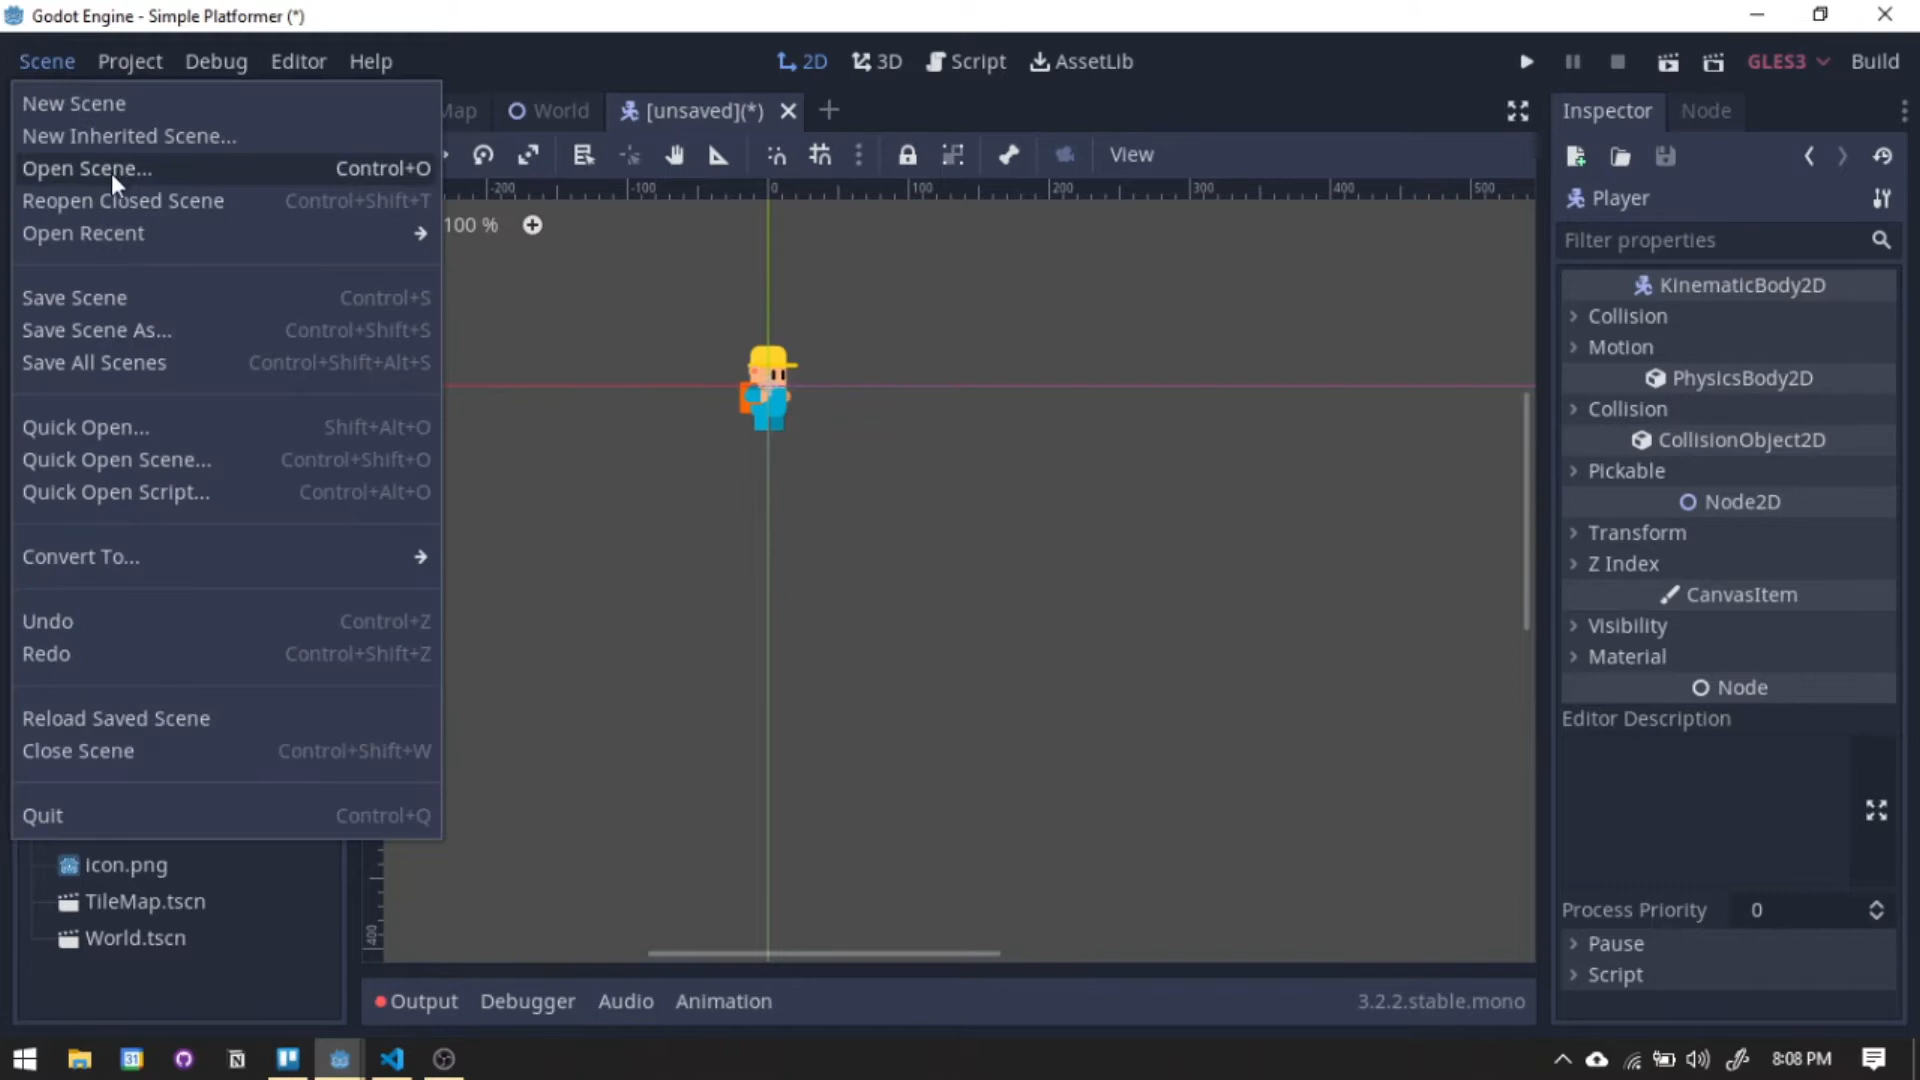 Godot Engine - Simple Platformer (*)
Scene Project Debug Editor Help
2D 3D Script AssetLib
GLES3 Build
New Scene
New Inherited Scene...
Open Scene... Control+O
Reopen Closed Scene Control+Shift+T
Open Recent
Save Scene Control+S
Save Scene As... Control+Shift+S
Save All Scenes Control+Shift+Alt+S
Quick Open... Shift+Alt+O
Quick Open Scene... Control+Shift+O
Quick Open Script... Control+Alt+O
Convert To...
Undo Control+Z
Redo Control+Shift+Z
Reload Saved Scene
Close Scene Control+Shift+W
Quit Control+Q
icon.png
TileMap.tscn
World.tscn
Map World [unsaved](*)
View
-200 -100 0 100 200 300 400 500
100 %
400
Output Debugger Audio Animation 3.2.2.stable.mono
Inspector Node
Player
Filter properties
KinematicBody2D
Collision
Motion
PhysicsBody2D
Collision
CollisionObject2D
Pickable
Node2D
Transform
Z Index
CanvasItem
Visibility
Material
Node
Editor Description
Process Priority 0
Pause
Script
31
8:08 PM